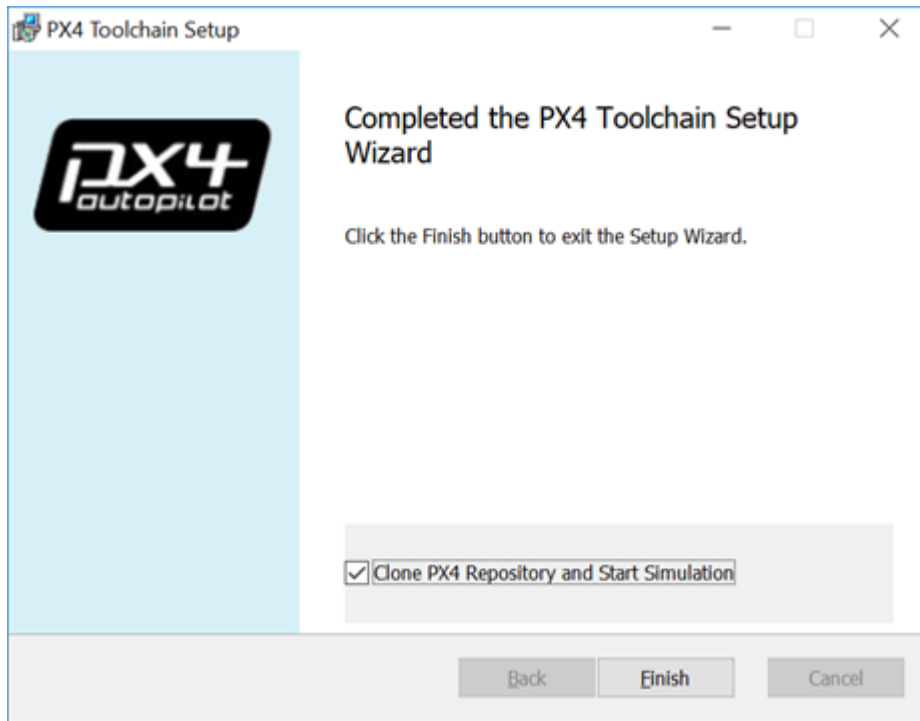 PX4 Toolchain Setup
px4
autopilot
Completed the PX4 Toolchain Setup
Wizard
Click the Finish button to exit the Setup Wizard.
Clone PX4 Repository and Start Simulation
Back
Finish
Cancel